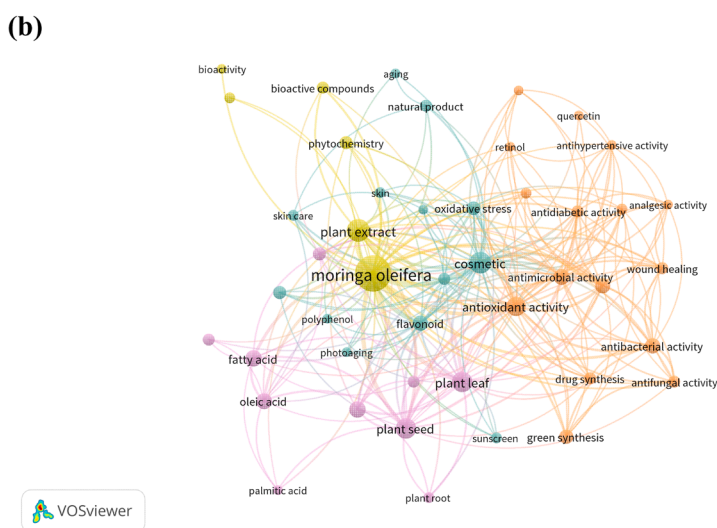 (b)
bioactivity
aging
bioactive compounds
natural product
quercetin
phytochemistry
retinol
antihypertensive activity
skin
skin care
oxidative stress
antidiabetic activity
analgesic activity
plant extract
moringa oleifera
cosmetic
antimicrobial activity
wound healing
antioxidant activity
polyphenol
flavonoid
photoaging
antibacterial activity
fatty acid
plant leaf
drug synthesis
antifungal activity
oleic acid
plant seed
sunscreen
green synthesis
palmitic acid
plant root
VOSviewer